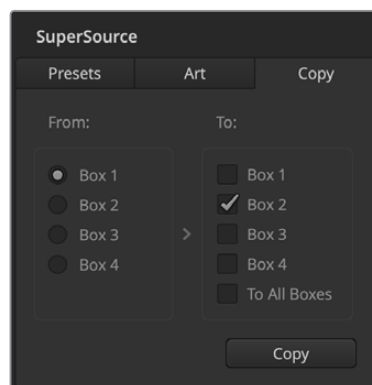 SuperSource
Presets Art Copy
From: To:
Box 1 Box 1
Box 2 Box 2
Box 3 > Box 3
Box 4 Box 4
To All Boxes
Copy